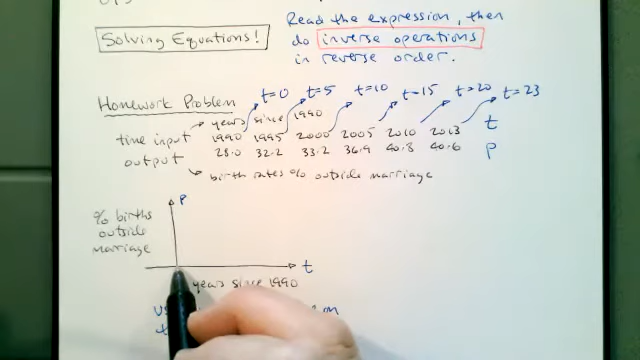 Read the expression, then
Solving Equations! do inverse operations
in reverse order.
t=0 t=5 t=10 t=15 t=20 t=23
Homework Problem
years since 1990
time input 1990 1995 2000 2005 2010 2013 t
output 28.0 32.2 33.2 36.9 40.8 40.6 P
birth rates % outside marriage
P
% births
outside
marriage
t
years since 1990
on